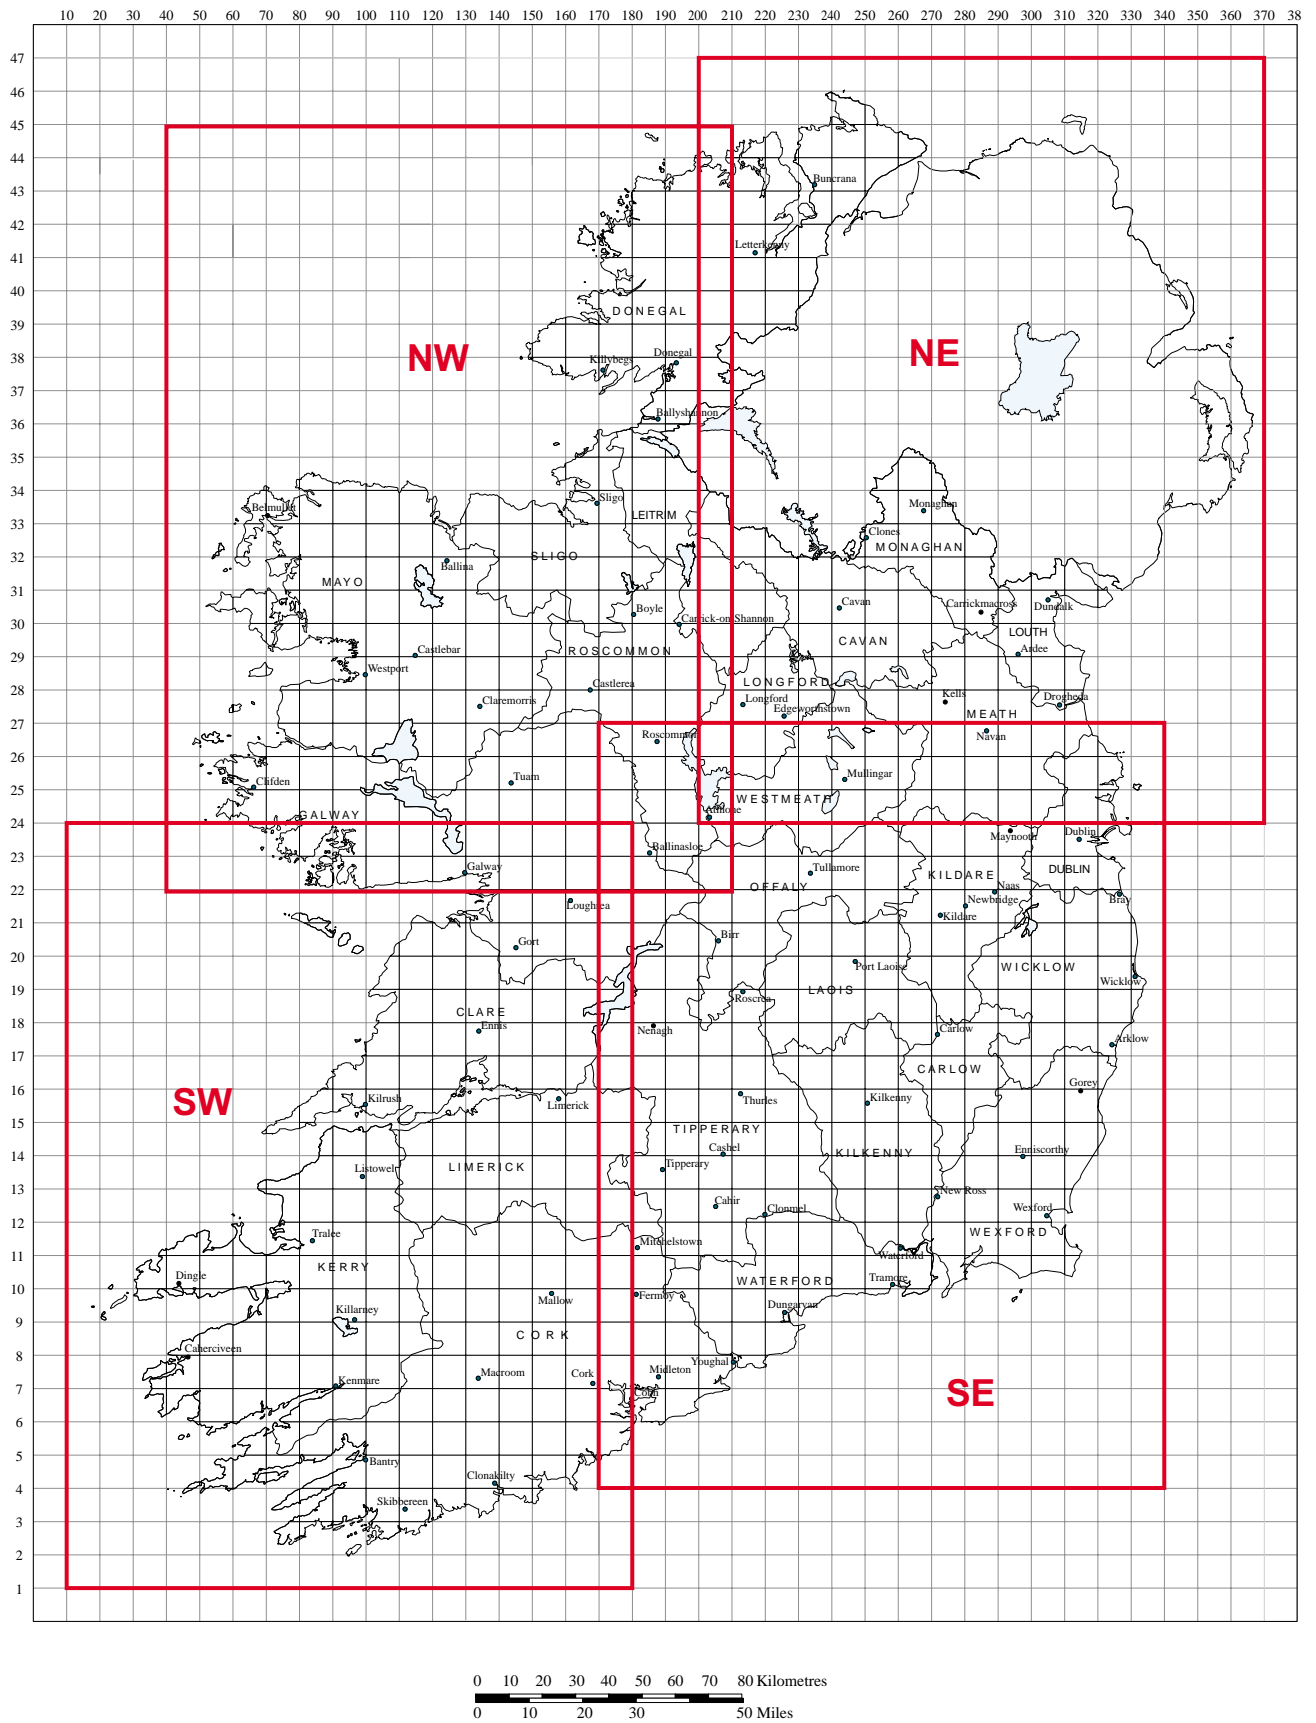 10 20 30 40 50 60 70 80 90 100 110 120 130 140 150 160 170 180 190 200 210 220 230 240 250 260 270 280 290 300 310 320 330 340 350 360 370 38
47
46
45
44
43
Buncrana
42
Letterkenny
41
40
DONEGAL
39
NW
NE
38
Donegal
Killybegs
37
Ballyshannon
36
35
34
Sligo
Monaghan
Belmullet
LEITRIM
33
Clones
MONAGHAN
SLIGO
32
Ballina
MAYO
31
Boyle
Cavan
Carrickmacross
Dundalk
Carrick-on-Shannon
30
LOUTH
CAVAN
Castlebar
ROSCOMMON
Ardee
29
Westport
LONGFORD
Castlerea
28
Kells
Drogheda
Claremorris
Longford
Edgeworthstown
MEATH
27
Roscommon
Navan
26
Tuam
Mullingar
Clifden
25
WESTMEATH
Athlone
GALWAY
24
Maynooth
Dublin
23
Ballinasloe
Galway
Tullamore
DUBLIN
KILDARE
22
OFFALY
Naas
Loughrea
Newbridge
Bray
21
Kildare
Birr
Gort
20
Port Laoise
WICKLOW
Wicklow
19
LAOIS
Roscrea
CLARE
18
Ennis
Nenagh
Carlow
Arklow
17
CARLOW
Gorey
16
SW
Kilrush
Limerick
Thurles
Kilkenny
15
TIPPERARY
Cashel
Enniscorthy
14
KILKENNY
LIMERICK
Listowel
Tipperary
13
New Ross
Cahir
Clonmel
Wexford
12
Tralee
WEXFORD
Mitchelstown
11
Waterford
KERRY
Dingle
WATERFORD
Tramore
10
Mallow
Fermoy
Killarney
Dungarvan
9
CORK
Caherciveen
8
Youghal
Macroom
Cork
Midleton
Kenmare
7
Cobh
SE
6
5
Bantry
Clonakilty
4
Skibbereen
3
2
1
0 10 20 30 40 50 60 70 80 Kilometres
0 10 20 30 50 Miles